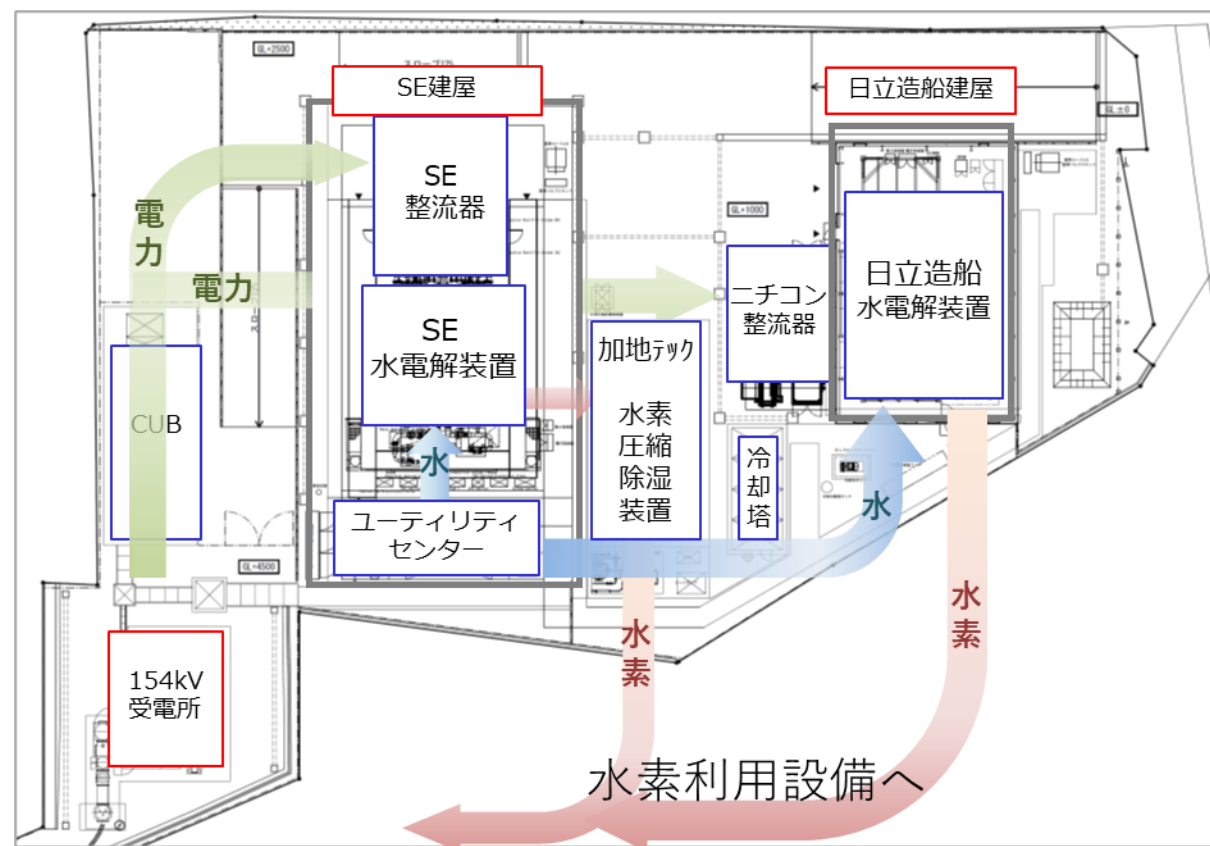 GL+2500
SE建屋
日立造船建屋
GL±0
SE
整流器
電力
電力
GL+1000
ニチコン
整流器
日立造船
水電解装置
SE
水電解装置
加地テック
水素
圧縮
除湿
装置
CUB
水
冷却塔
水
ユーティリティ
センター
GL+4500
水素
水素
154kV
受電所
水素利用設備へ